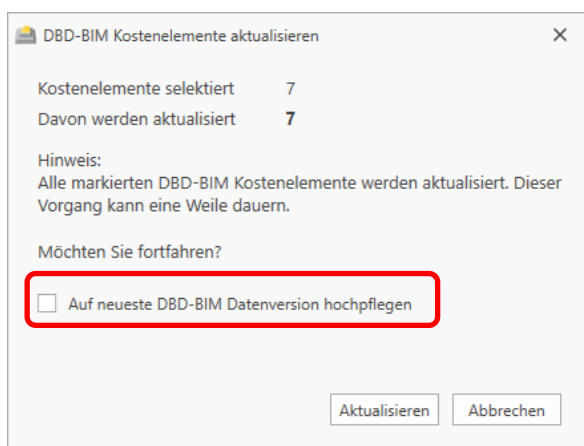 DBD-BIM Kostenelemente aktualisieren
Kostenelemente selektiert 7
Davon werden aktualisiert 7
Hinweis:
Alle markierten DBD-BIM Kostenelemente werden aktualisiert. Dieser
Vorgang kann eine Weile dauern.
Möchten Sie fortfahren?
Auf neueste DBD-BIM Datenversion hochpflegen
Aktualisieren Abbrechen